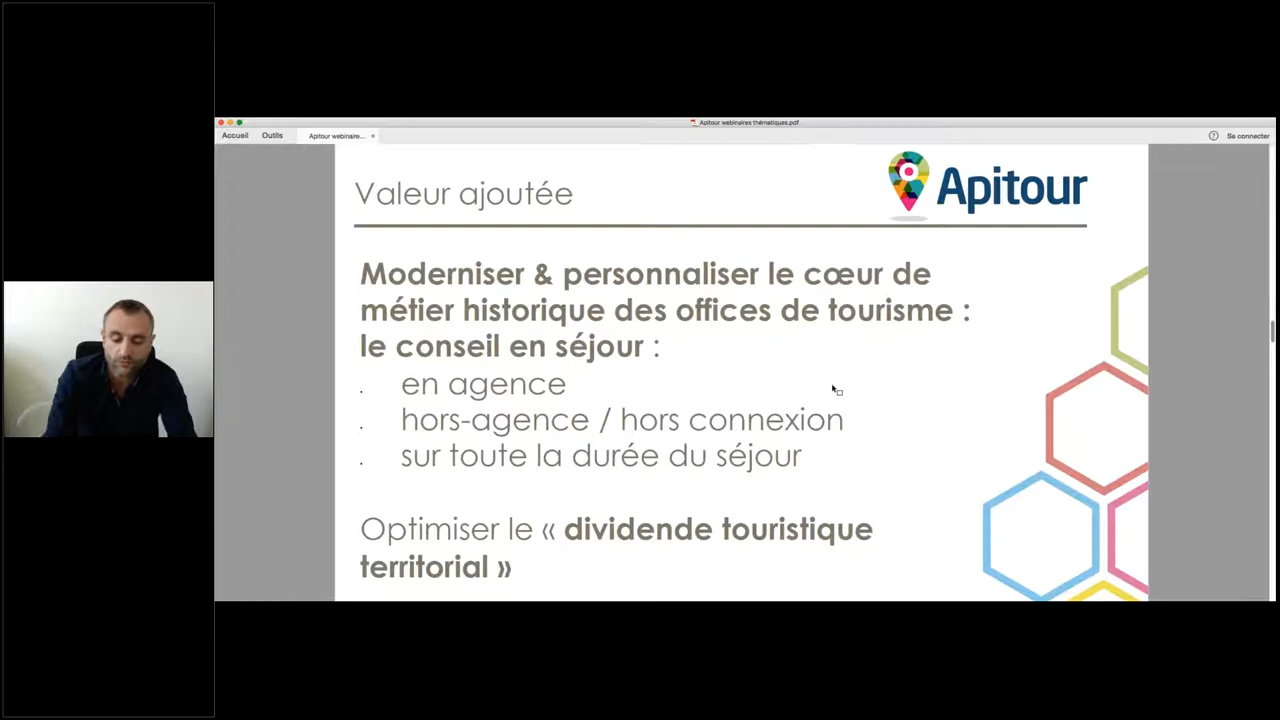 Apitour webinaires thématiques.pdf
Accueil Outils Apitour webinaire... × ? Se connecter
Valeur ajoutée
Apitour
Moderniser & personnaliser le cœur de
métier historique des offices de tourisme :
le conseil en séjour :
. en agence
. hors-agence / hors connexion
. sur toute la durée du séjour
Optimiser le « dividende touristique
territorial »